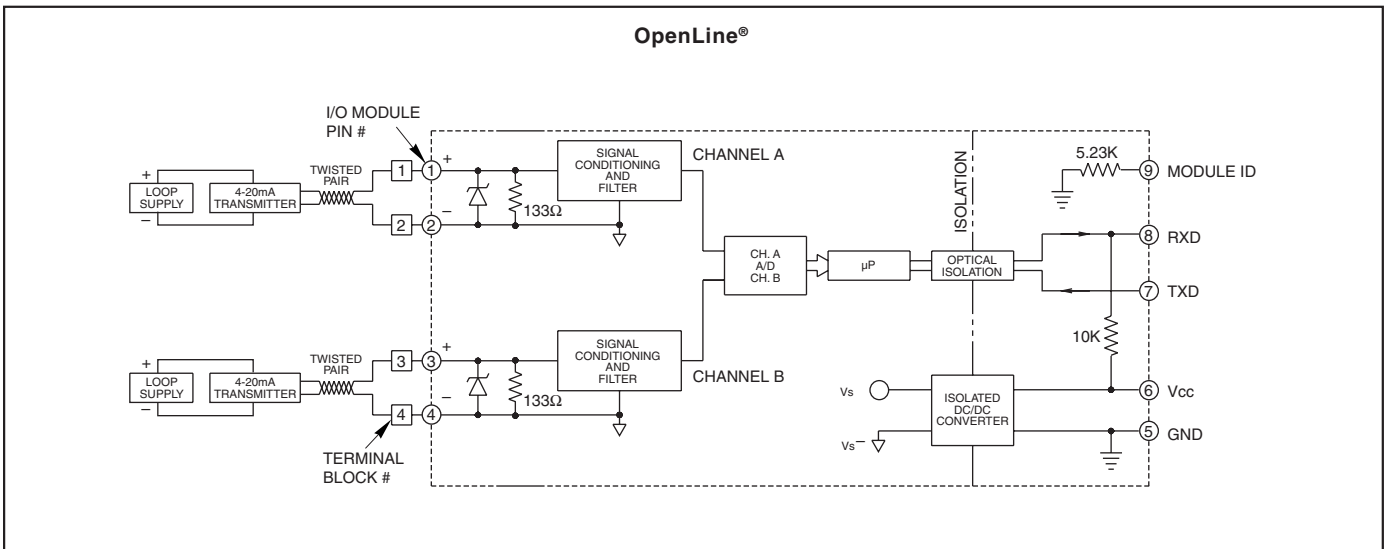 OpenLine®
I/O MODULE
PIN #
LOOP
SUPPLY
+
–
4-20mA
TRANSMITTER
TWISTED
PAIR
1
2
1
2
+
–
133Ω
SIGNAL
CONDITIONING
AND
FILTER
CHANNEL A
LOOP
SUPPLY
+
–
4-20mA
TRANSMITTER
TWISTED
PAIR
3
4
3
4
+
–
133Ω
SIGNAL
CONDITIONING
AND
FILTER
CHANNEL B
TERMINAL
BLOCK #
CH. A
A/D
CH. B
µP
ISOLATION
OPTICAL
ISOLATION
Vs
Vs–
ISOLATED
DC/DC
CONVERTER
5.23K
10K
9 MODULE ID
8 RXD
7 TXD
6 Vcc
5 GND